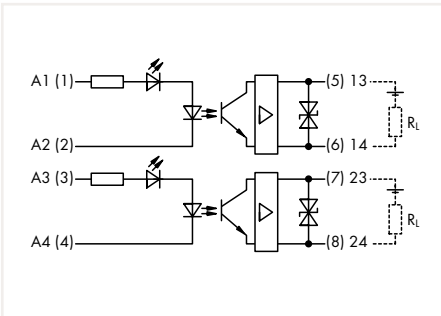 A1 (1) (5) 13
R_L
A2 (2) (6) 14
A3 (3) (7) 23
R_L
A4 (4) (8) 24